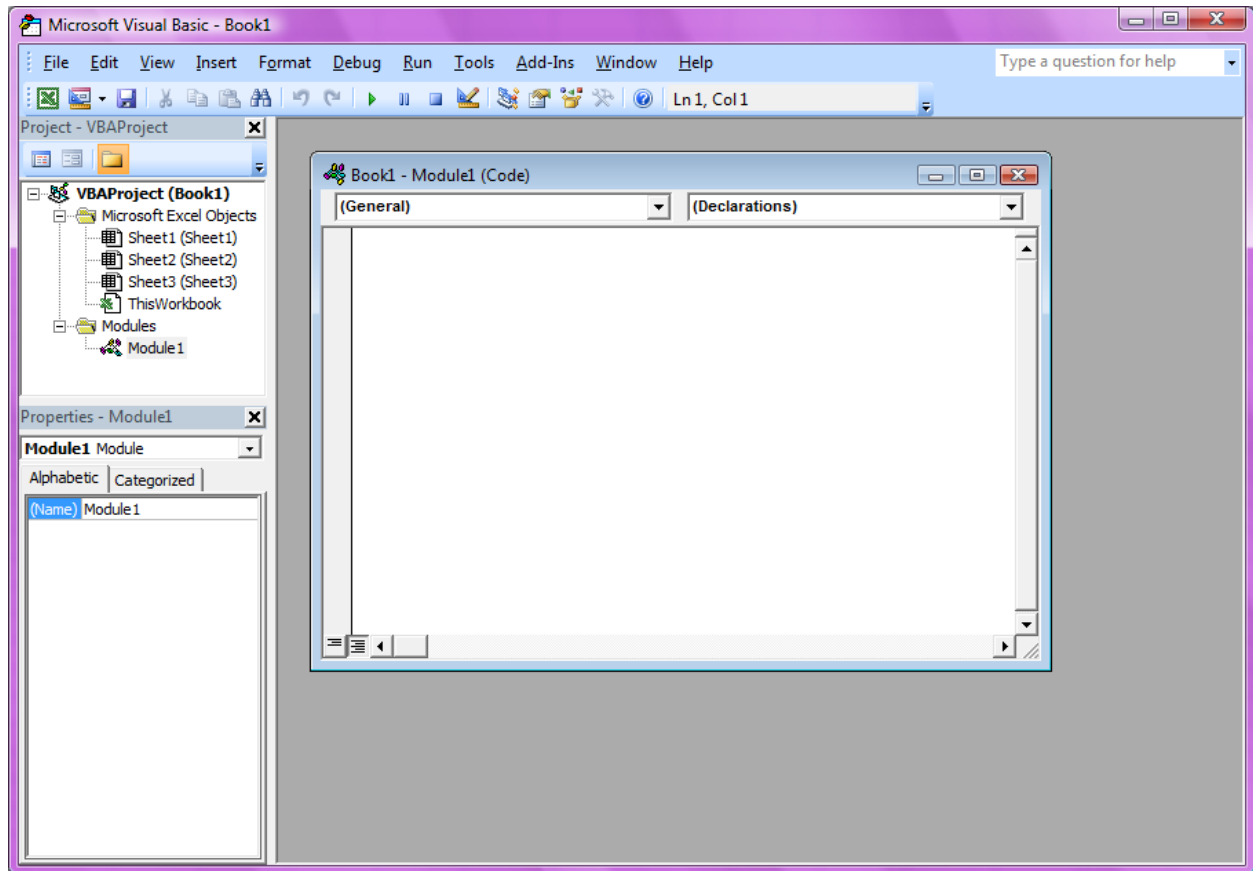 Microsoft Visual Basic - Book1
File Edit View Insert Format Debug Run Tools Add-Ins Window Help Type a question for help
Ln 1, Col 1
Project - VBAProject
VBAProject (Book1)
Microsoft Excel Objects
Sheet1 (Sheet1)
Sheet2 (Sheet2)
Sheet3 (Sheet3)
ThisWorkbook
Modules
Module1
Properties - Module1
Module1 Module
Alphabetic Categorized
(Name) Module1
Book1 - Module1 (Code)
(General) (Declarations)